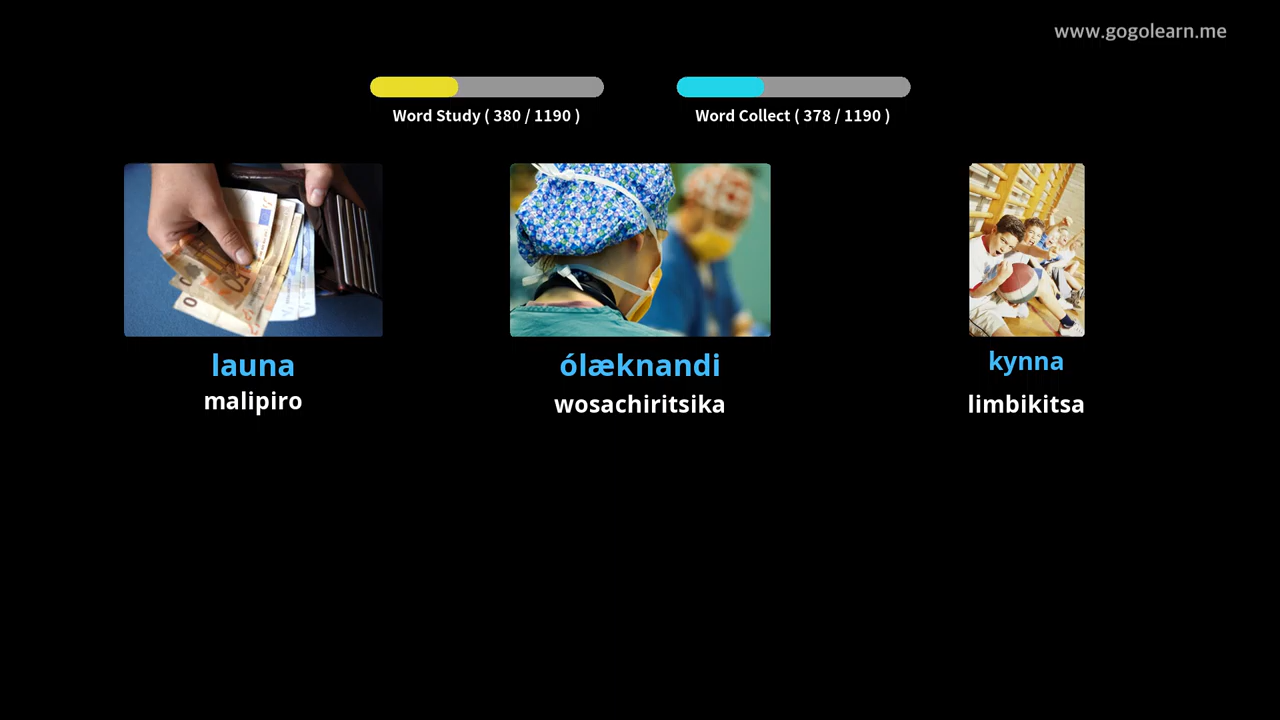 www.gogolearn.me
Word Study ( 380 / 1190 )
Word Collect ( 378 / 1190 )
launa
malipiro
ólæknandi
wosachiritsika
kynna
limbikitsa